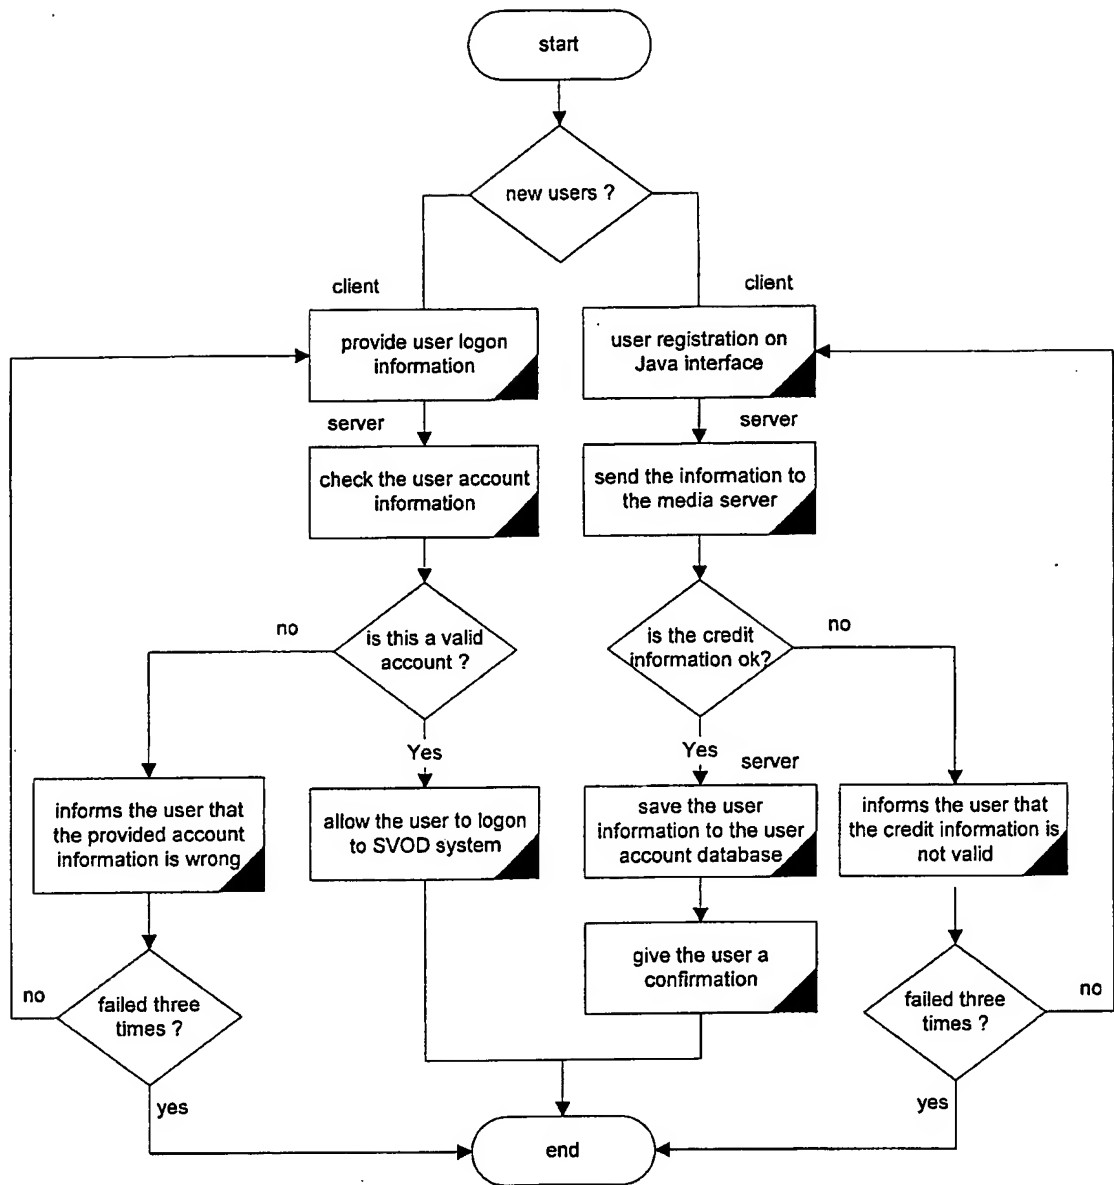 start
new users ?
client
client
provide user logon
information
user registration on
Java interface
server
server
check the user account
information
send the information to
the media server
no
is this a valid
account ?
is the credit
information ok?
no
Yes
Yes
server
informs the user that
the provided account
information is wrong
allow the user to logon
to SVOD system
save the user
information to the user
account database
informs the user that
the credit information is
not valid
give the user a
confirmation
no
failed three
times ?
failed three
times ?
no
yes
yes
end